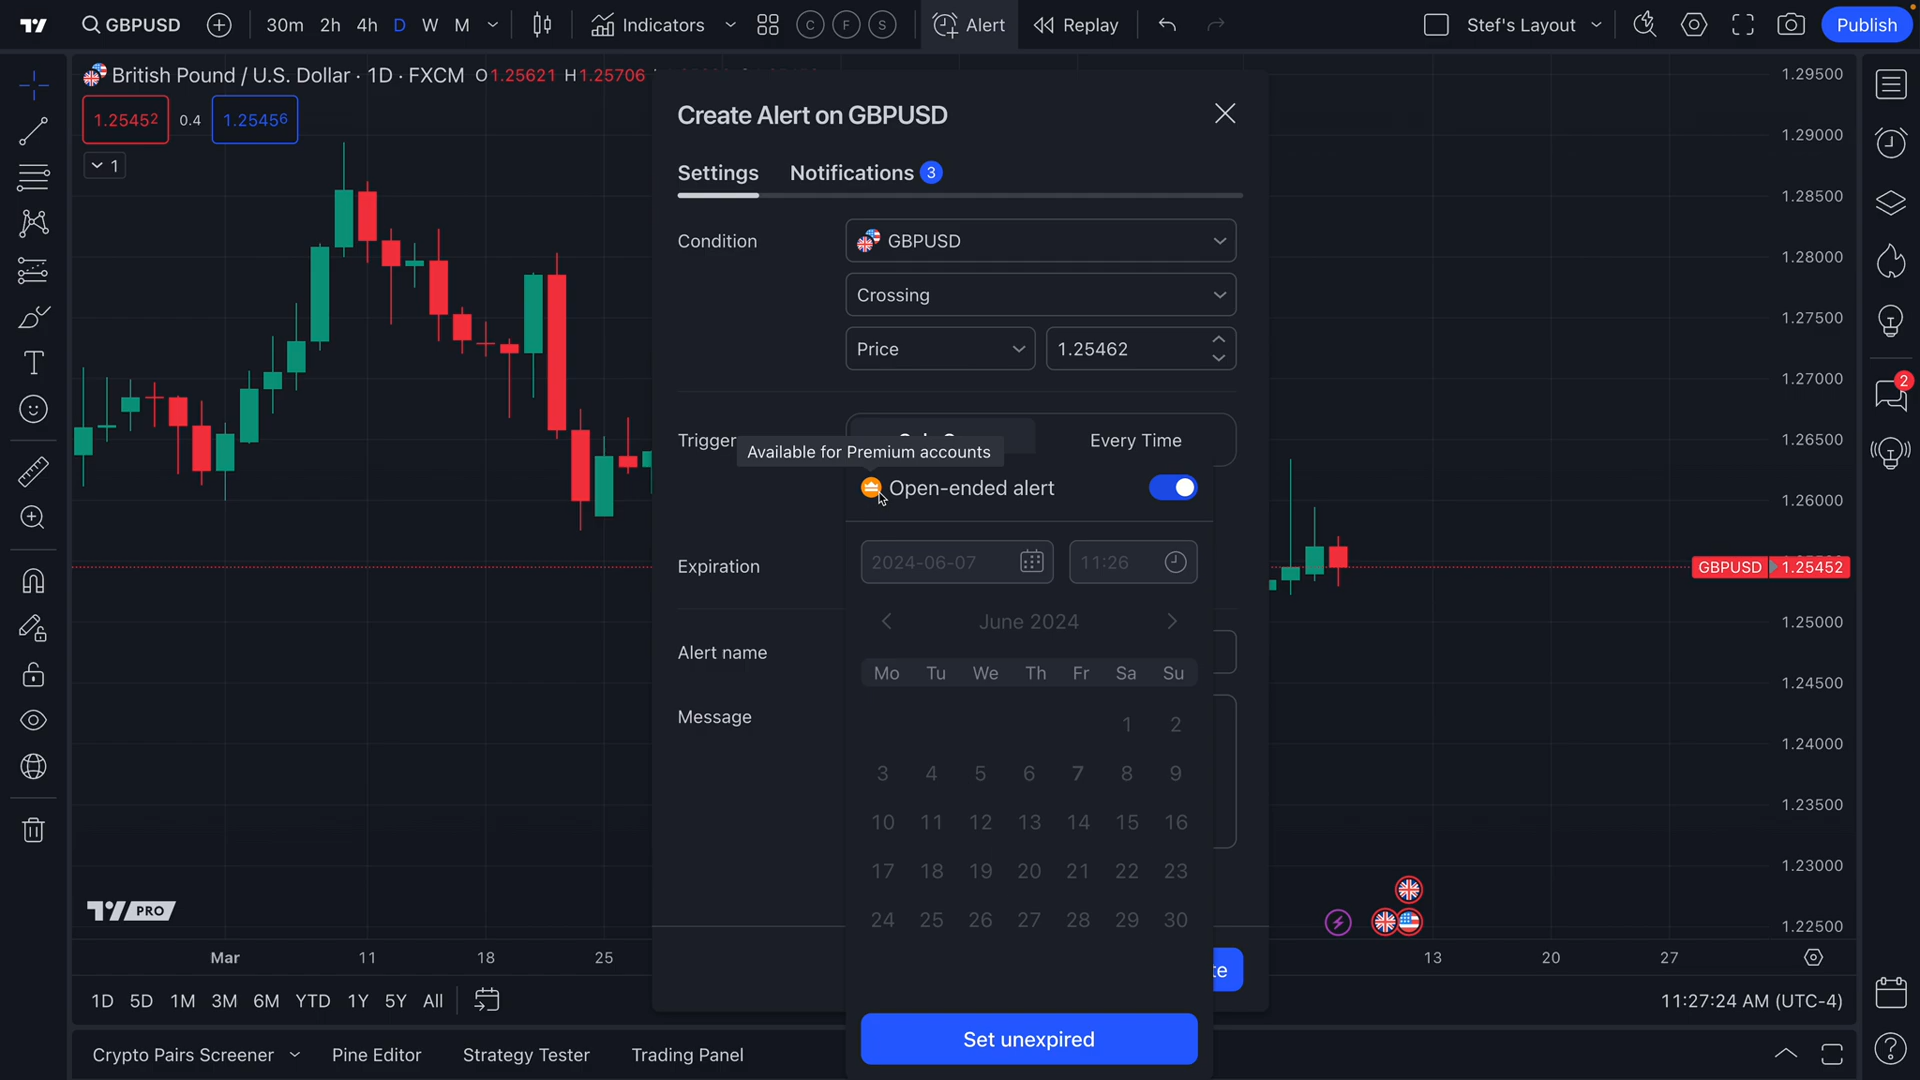 GBPUSD 30m 2h 4h D W M Indicators C F S Alert Replay Stef's Layout Publish
British Pound / U.S. Dollar · 1D · FXCM O1.25621 H1.25706
1.25452 0.4 1.25456
1
Create Alert on GBPUSD
Settings Notifications 3
Condition GBPUSD
Crossing
Price 1.25462
Trigger Every Time
Available for Premium accounts
Open-ended alert
Expiration 2024-06-07 11:26
June 2024
Mo Tu We Th Fr Sa Su
1 2
3 4 5 6 7 8 9
10 11 12 13 14 15 16
17 18 19 20 21 22 23
24 25 26 27 28 29 30
Set unexpired
Alert name
Message
1.29500
1.29000
1.28500
1.28000
1.27500
1.27000
1.26500
1.26000
GBPUSD 1.25452
1.25000
1.24500
1.24000
1.23500
1.23000
1.22500
2
PRO
Mar 11 18 25 13 20 27
1D 5D 1M 3M 6M YTD 1Y 5Y All 11:27:24 AM (UTC-4)
Crypto Pairs Screener Pine Editor Strategy Tester Trading Panel